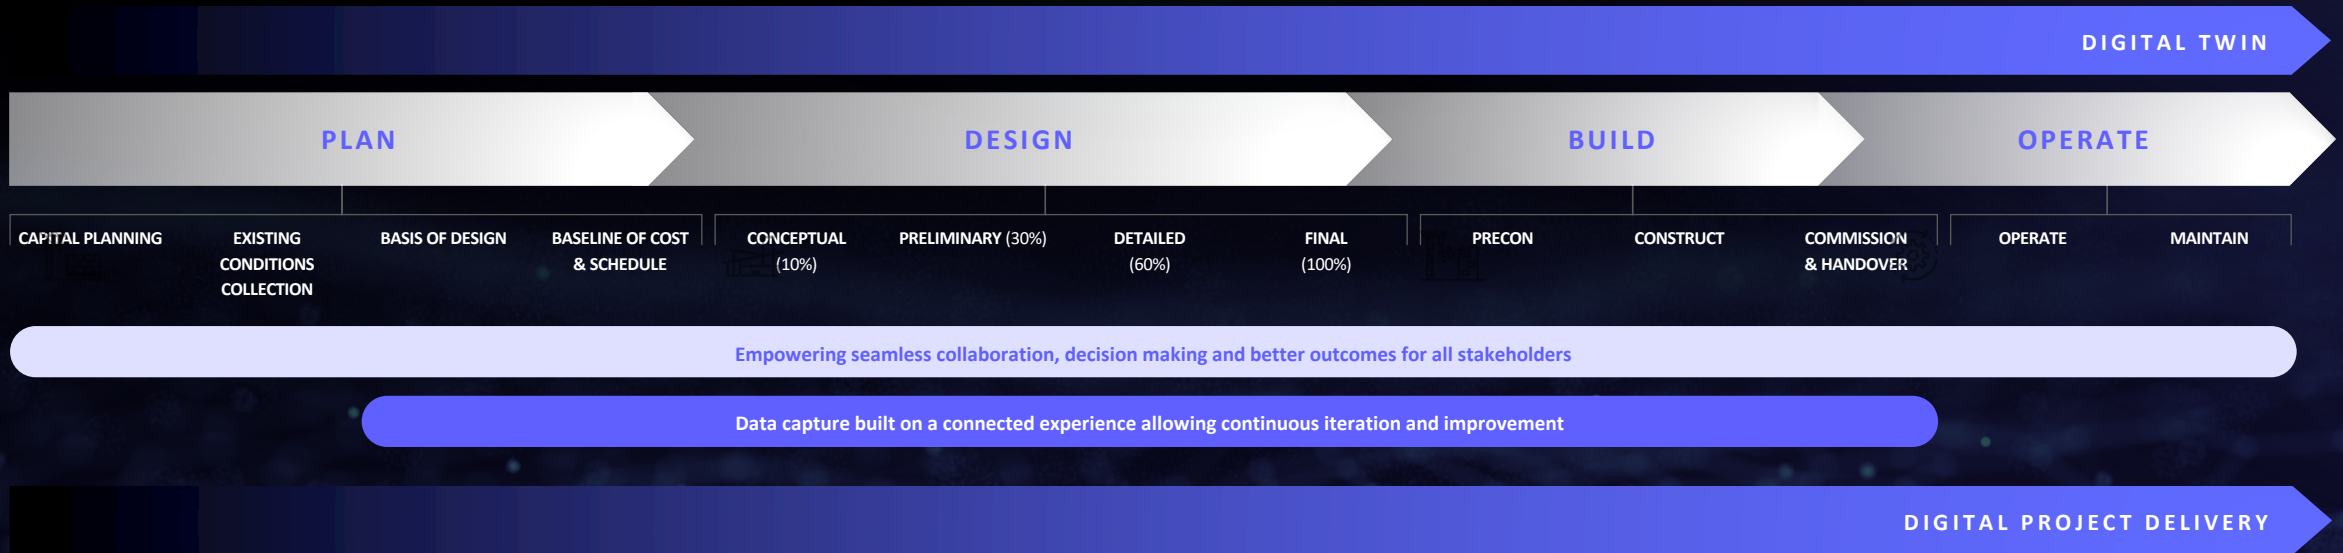 DIGITAL TWIN
PLAN
DESIGN
BUILD
OPERATE
CAPITAL PLANNING
EXISTING
CONDITIONS
COLLECTION
BASIS OF DESIGN
BASELINE OF COST
& SCHEDULE
CONCEPTUAL
(10%)
PRELIMINARY (30%)
DETAILED
(60%)
FINAL
(100%)
PRECON
CONSTRUCT
COMMISSION
& HANDOVER
OPERATE
MAINTAIN
Empowering seamless collaboration, decision making and better outcomes for all stakeholders
Data capture built on a connected experience allowing continuous iteration and improvement
DIGITAL PROJECT DELIVERY